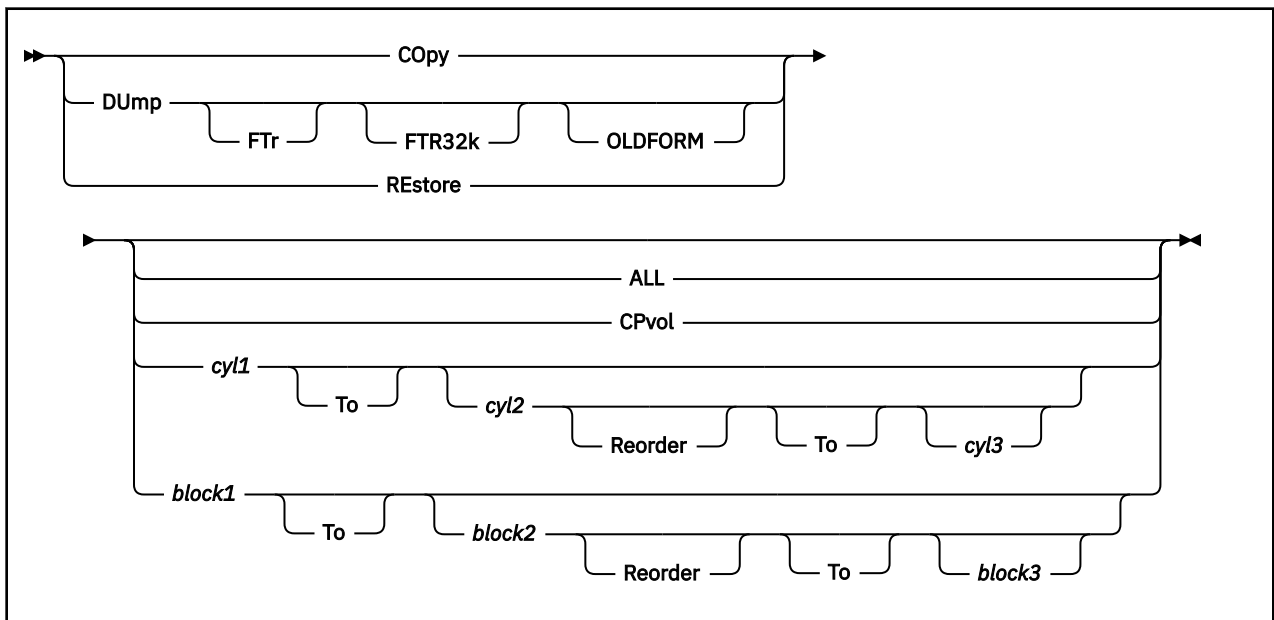 COpy
DUmp
FTr FTR32k OLDFORM
REstore
ALL
CPvol
cyl1
To cyl2
Reorder To cyl3
block1
To block2
Reorder To block3